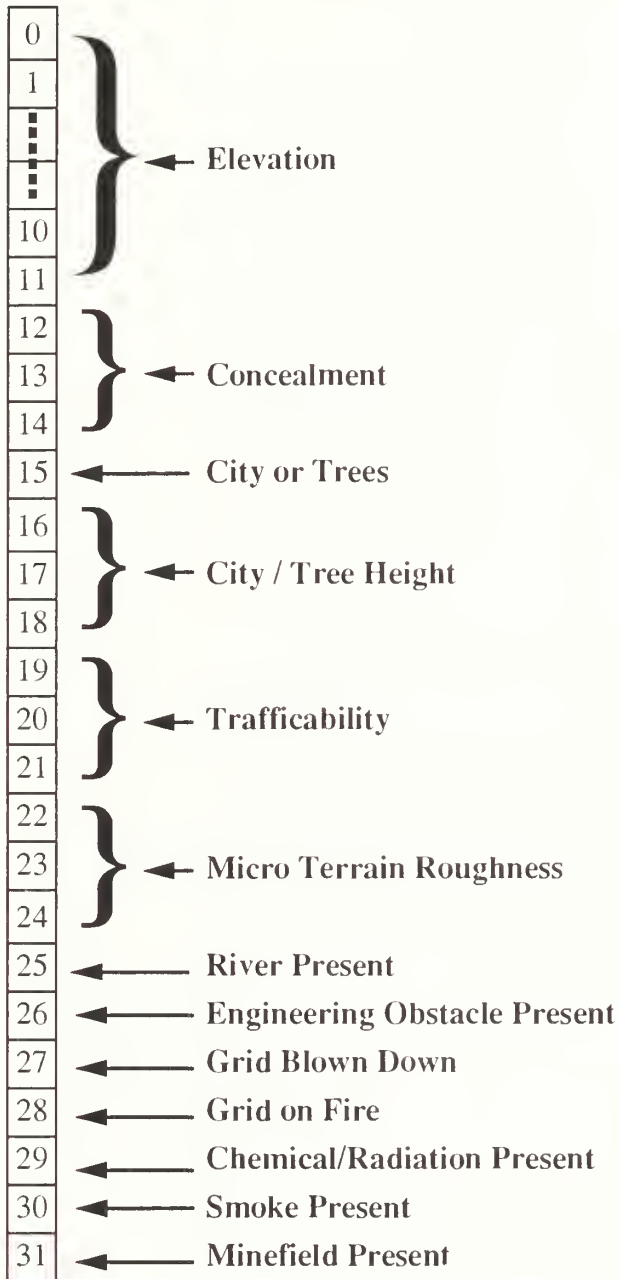 0
1
Elevation
10
11
12
13 Concealment
14
15 City or Trees
16
17 City / Tree Height
18
19
20 Trafficability
21
22
23 Micro Terrain Roughness
24
25 River Present
26 Engineering Obstacle Present
27 Grid Blown Down
28 Grid on Fire
29 Chemical/Radiation Present
30 Smoke Present
31 Minefield Present